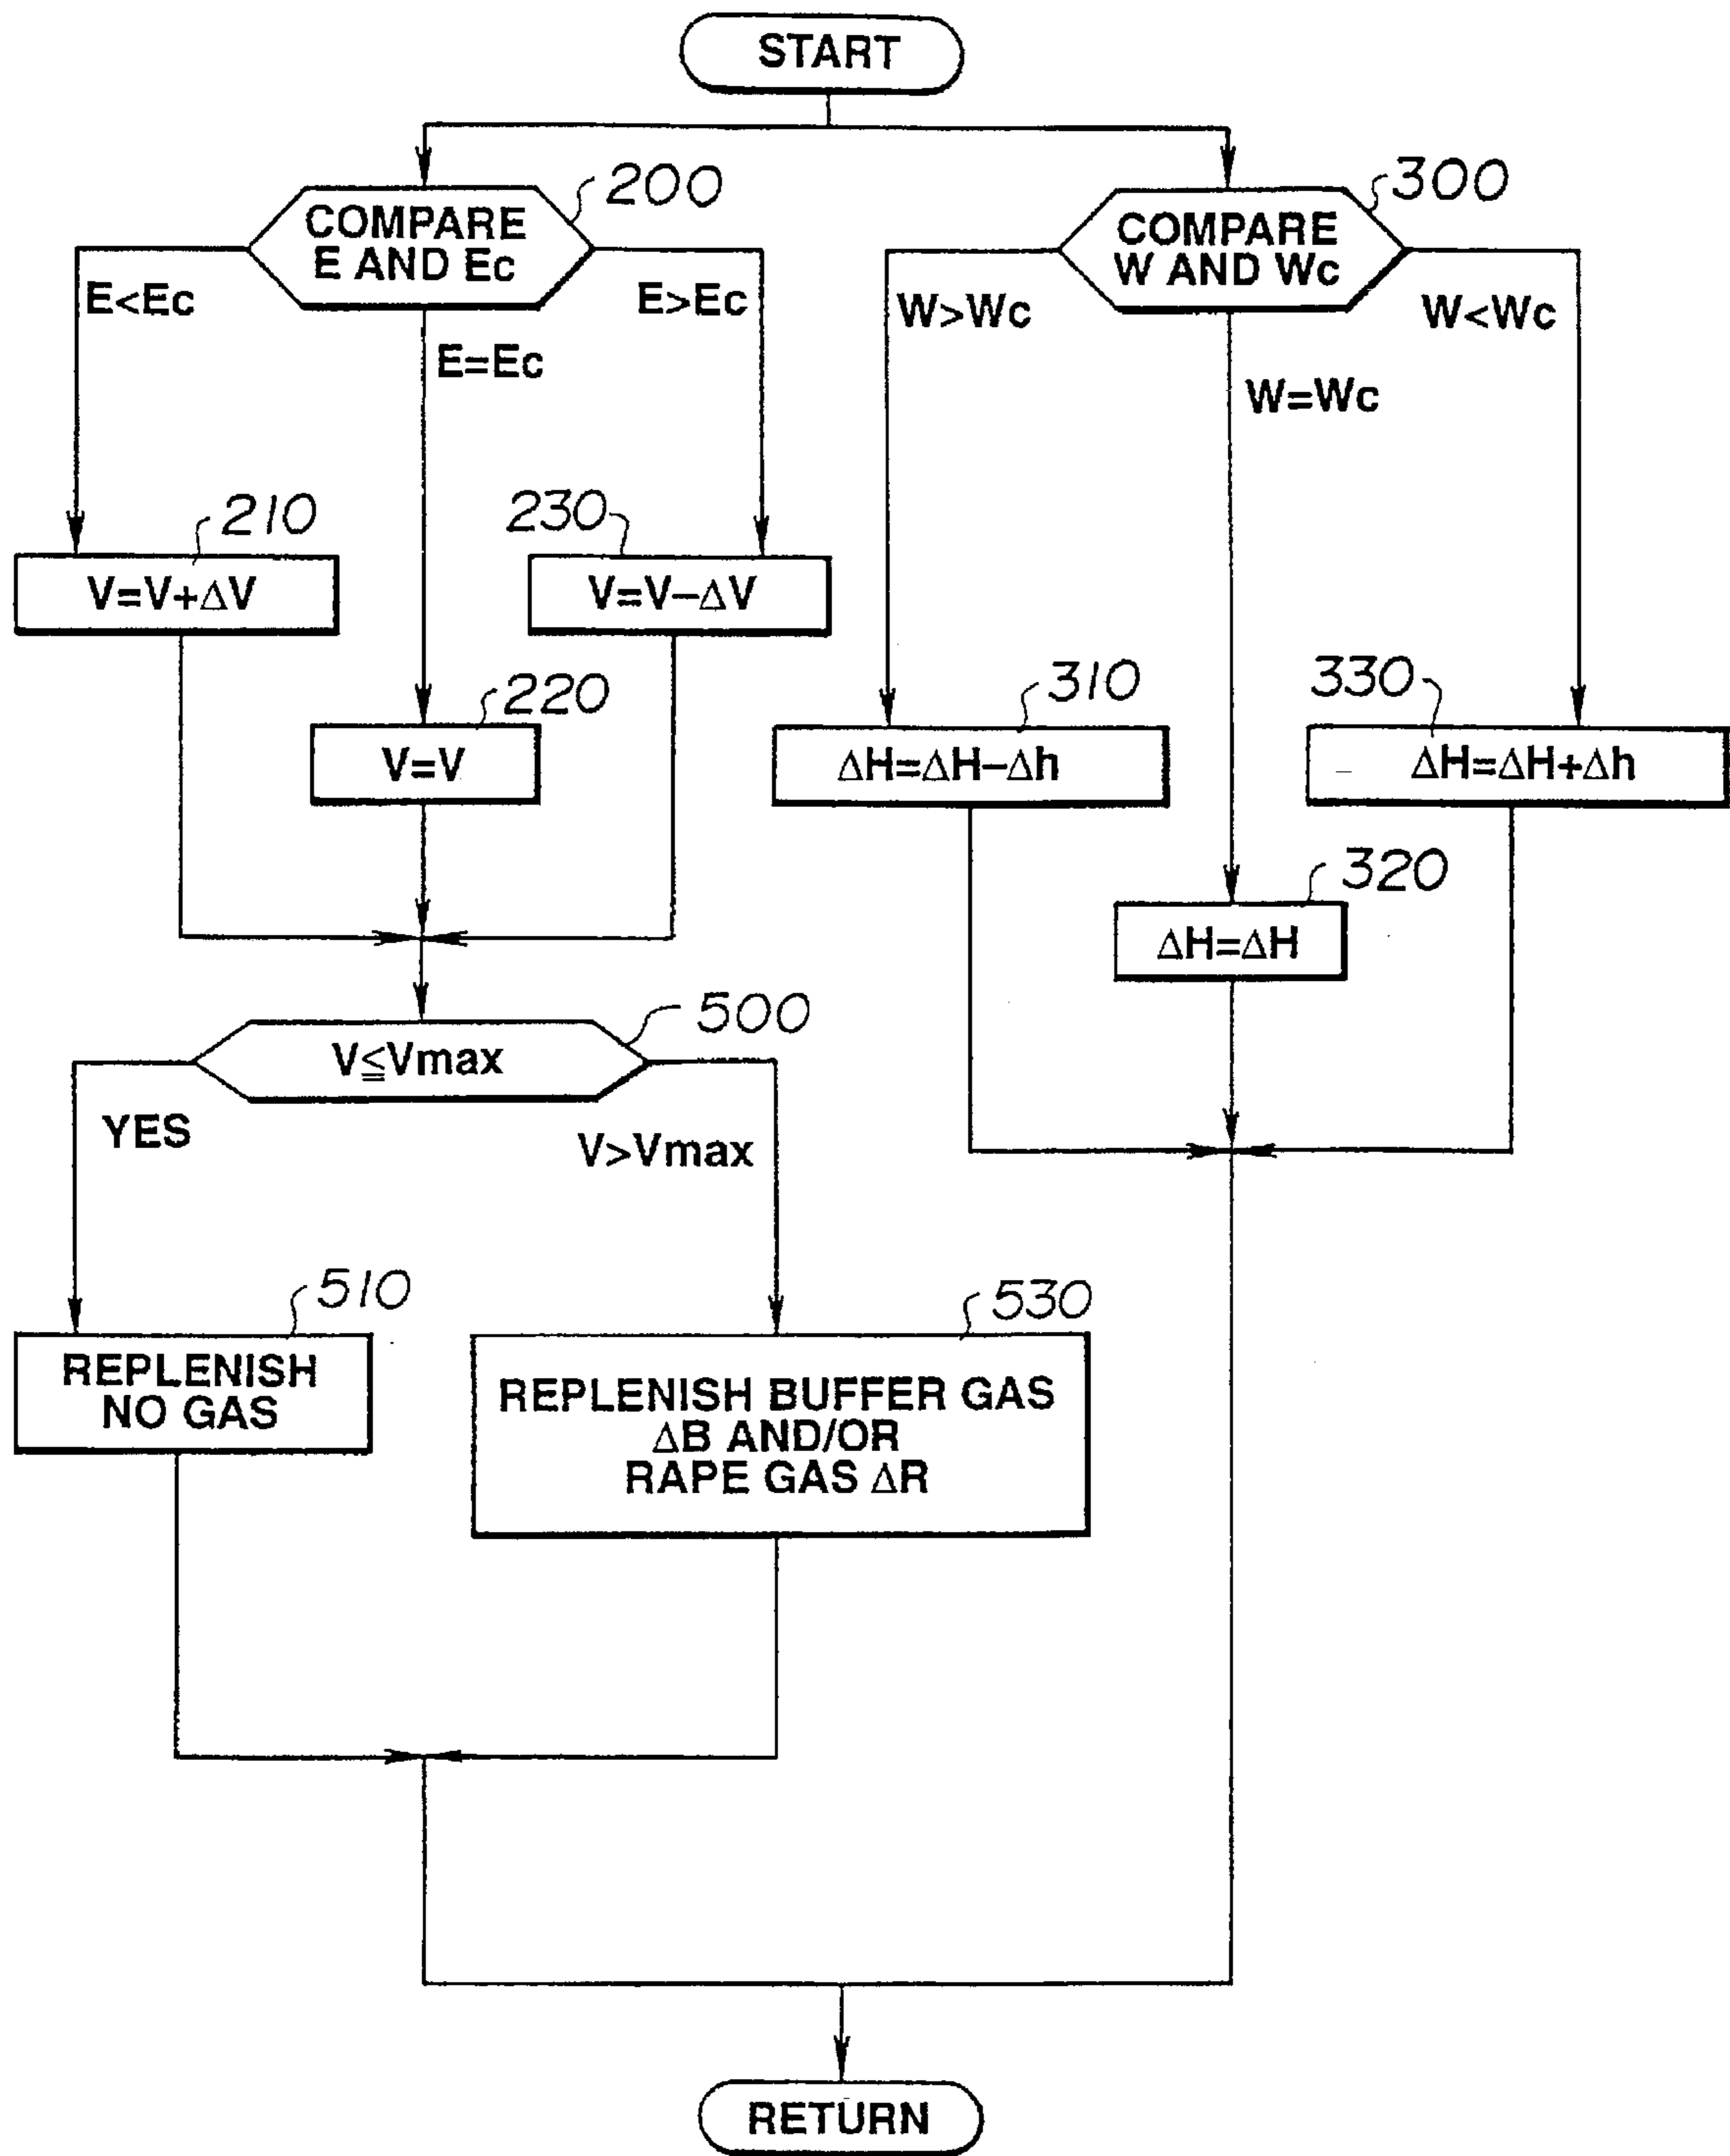 START
200
COMPARE
E AND Ec
E<Ec
E=Ec
E>Ec
300
COMPARE
W AND Wc
W>Wc
W=Wc
W<Wc
210
V=V+ΔV
230
V=V−ΔV
220
V=V
310
ΔH=ΔH−Δh
330
ΔH=ΔH+Δh
320
ΔH=ΔH
500
V≦Vmax
YES
V>Vmax
510
REPLENISH
NO GAS
530
REPLENISH BUFFER GAS
ΔB AND/OR
RAPE GAS ΔR
RETURN